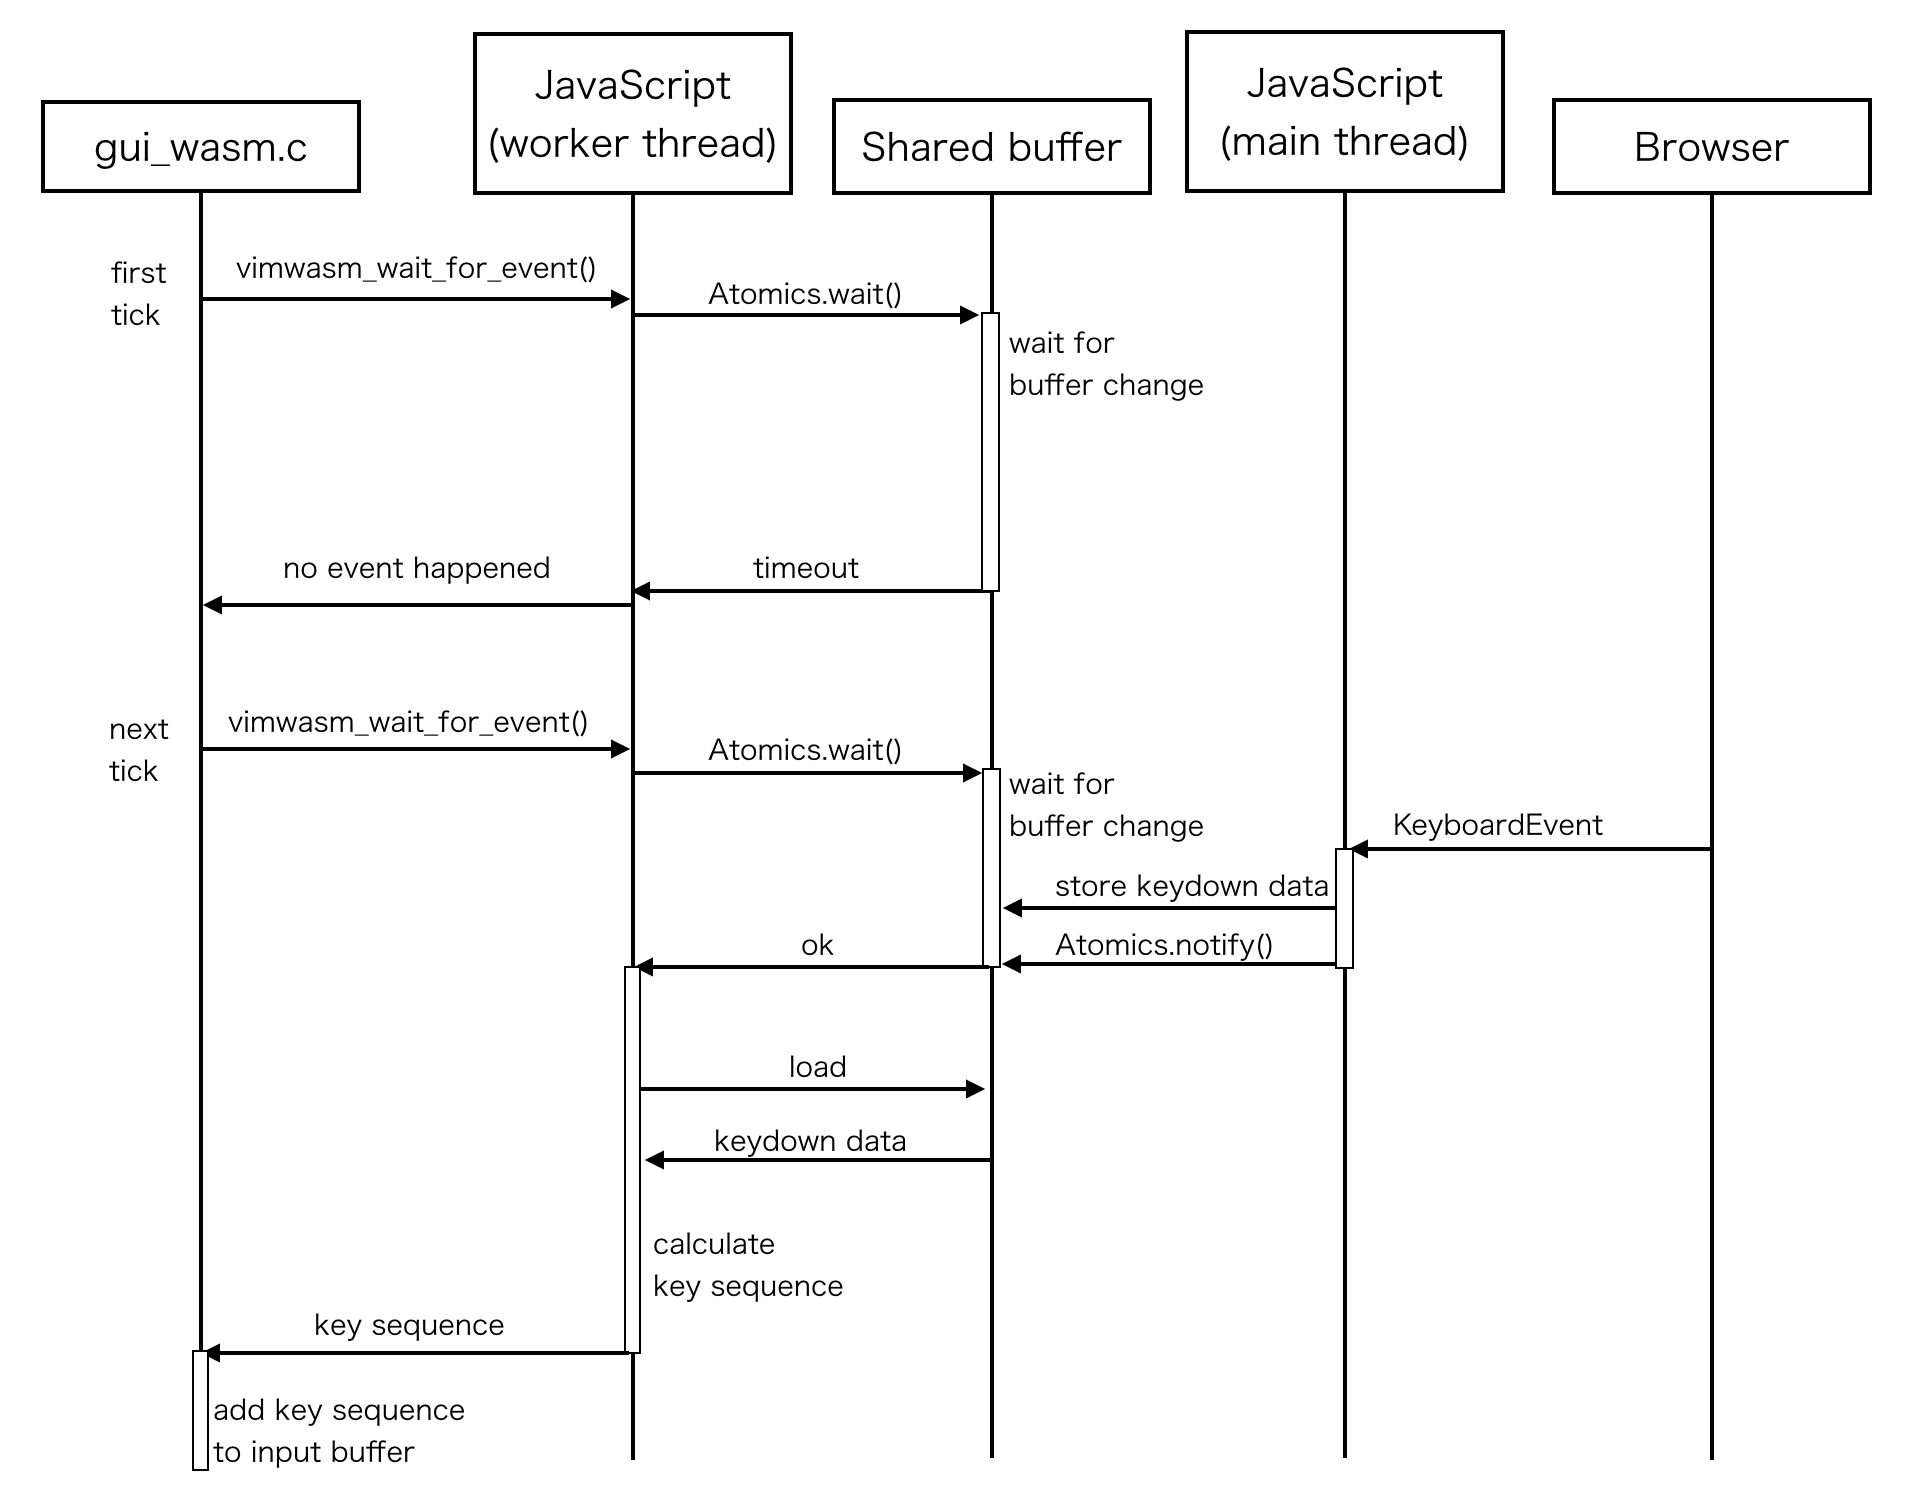 gui_wasm.c
JavaScript
(worker thread)
Shared buffer
JavaScript
(main thread)
Browser
first
tick
vimwasm_wait_for_event()
Atomics.wait()
wait for
buffer change
no event happened
timeout
next
tick
vimwasm_wait_for_event()
Atomics.wait()
wait for
buffer change
KeyboardEvent
store keydown data
ok
Atomics.notify()
load
keydown data
calculate
key sequence
key sequence
add key sequence
to input buffer